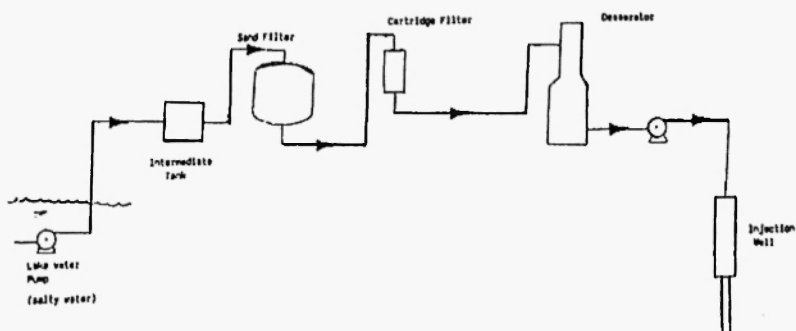 Sand Filter
Cartridge Filter
Deaerator
Intermediate
Tank
Lake water
Pump
(salty water)
Injection
Well